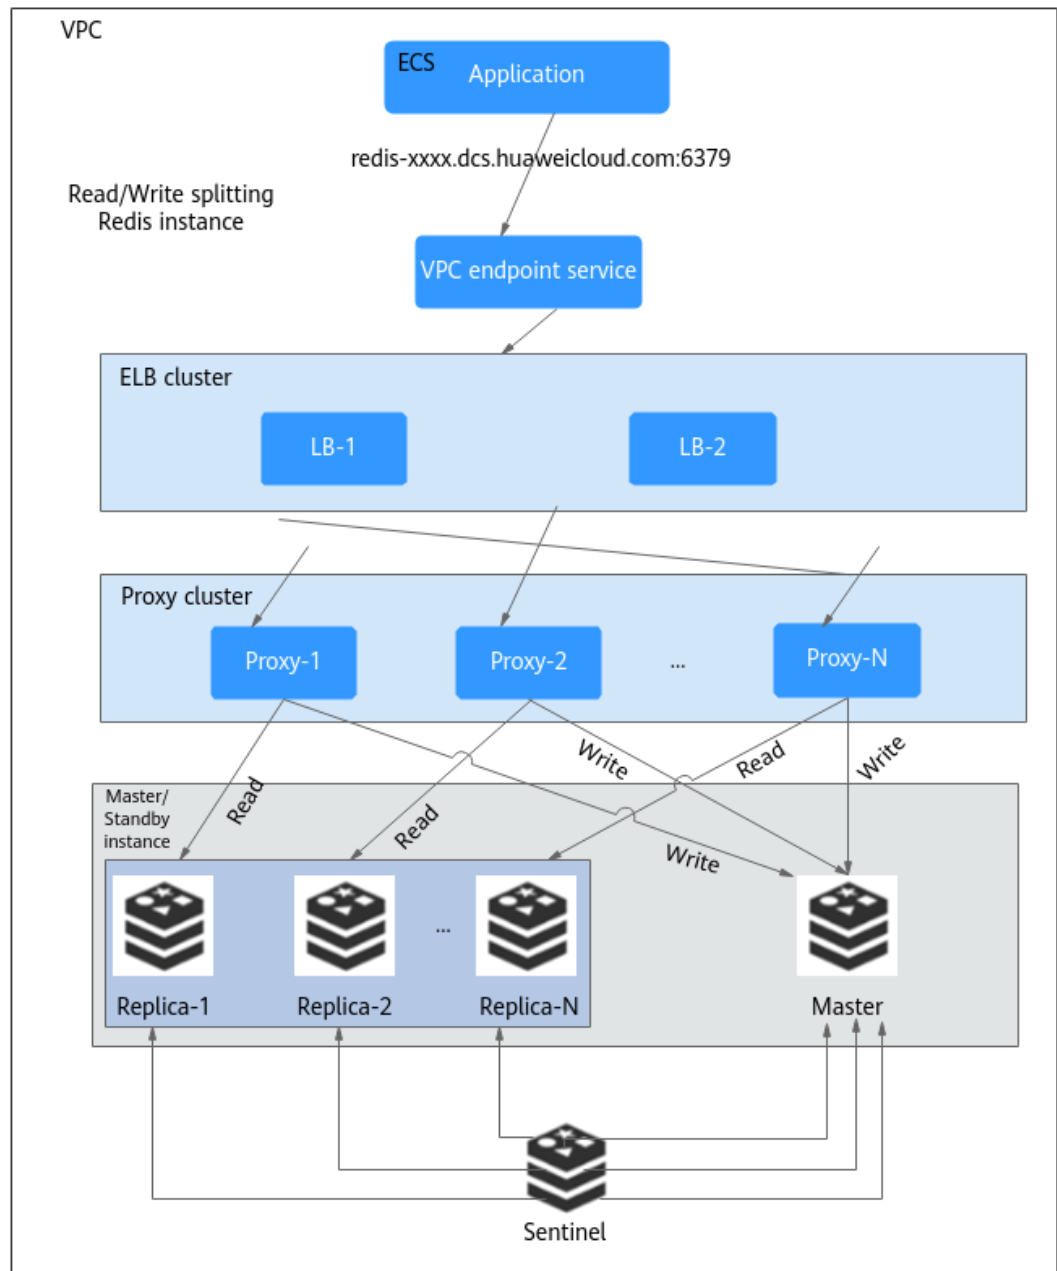 VPC
ECS
Application
redis-xxxx.dcs.huaweicloud.com:6379
Read/Write splitting
Redis instance
VPC endpoint service
ELB cluster
LB-1
LB-2
Proxy cluster
Proxy-1
Proxy-2
...
Proxy-N
Write
Read
Write
Master/
Standby
instance
Read
Read
Write
...
Replica-1
Replica-2
Replica-N
Master
Sentinel